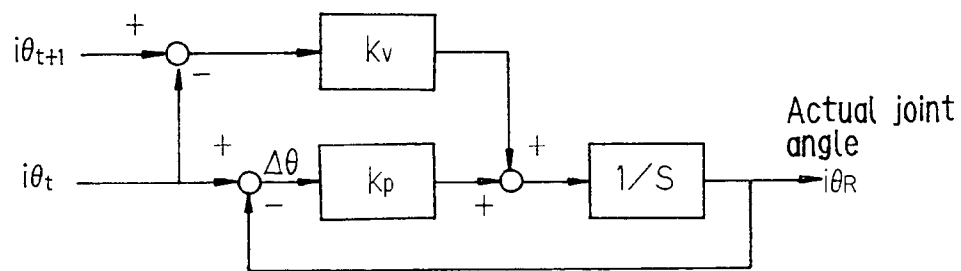 +
iθt+1
−
Kv
Actual joint
angle
iθt
+
Δθ
−
Kp
+
+
1/S
iθR